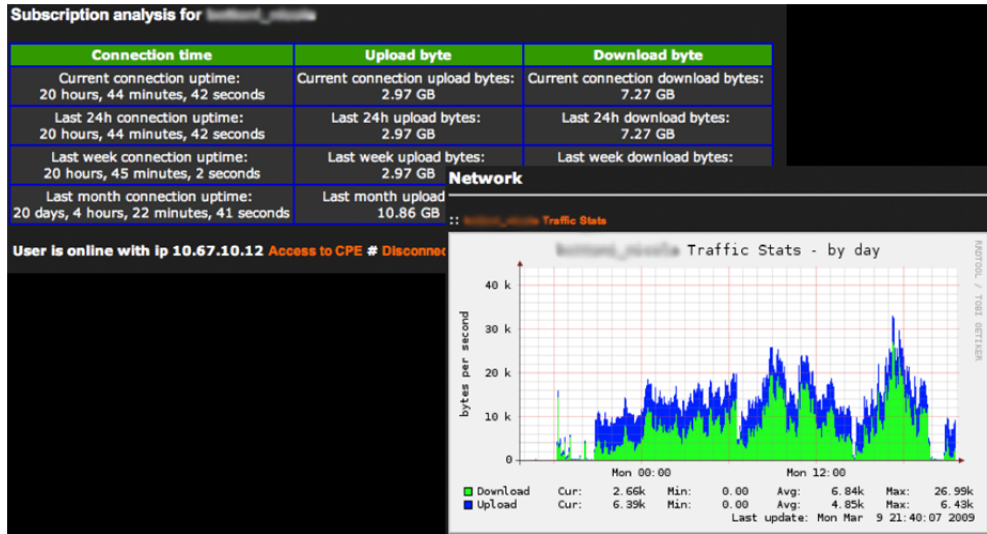 Subscription analysis for
Connection time Upload byte Download byte
Current connection uptime: Current connection upload bytes: Current connection download bytes:
20 hours, 44 minutes, 42 seconds 2.97 GB 7.27 GB
Last 24h connection uptime: Last 24h upload bytes: Last 24h download bytes:
20 hours, 44 minutes, 42 seconds 2.97 GB 7.27 GB
Last week connection uptime: Last week upload bytes: Last week download bytes:
20 hours, 45 minutes, 2 seconds 2.97 GB
Last month connection uptime: Last month upload
20 days, 4 hours, 22 minutes, 41 seconds 10.86 GB
User is online with ip 10.67.10.12 Access to CPE # Disconnec
Network
:: Traffic Stats
Traffic Stats - by day
RRDTOOL / TOBI OETIKER
bytes per second
40 k
30 k
20 k
10 k
0
Mon 00:00 Mon 12:00
Download Cur: 2.66k Min: 0.00 Avg: 6.84k Max: 26.99k
Upload Cur: 6.39k Min: 0.00 Avg: 4.85k Max: 6.43k
Last update: Mon Mar 9 21:40:07 2009